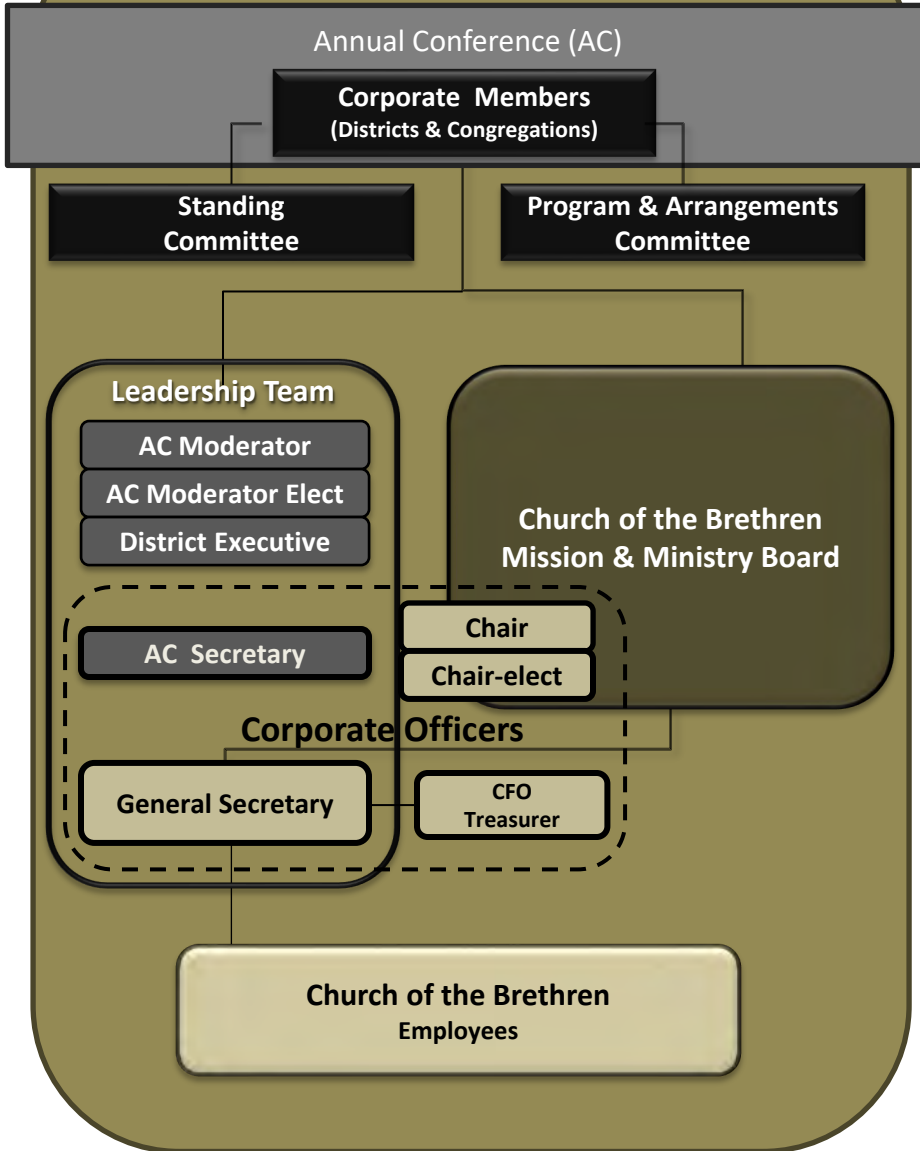 Annual Conference (AC)
Corporate Members
(Districts & Congregations)
Standing
Committee
Program & Arrangements
Committee
Leadership Team
AC Moderator
AC Moderator Elect
District Executive
AC Secretary
Church of the Brethren
Mission & Ministry Board
Chair
Chair-elect
Corporate Officers
General Secretary
CFO
Treasurer
Church of the Brethren
Employees